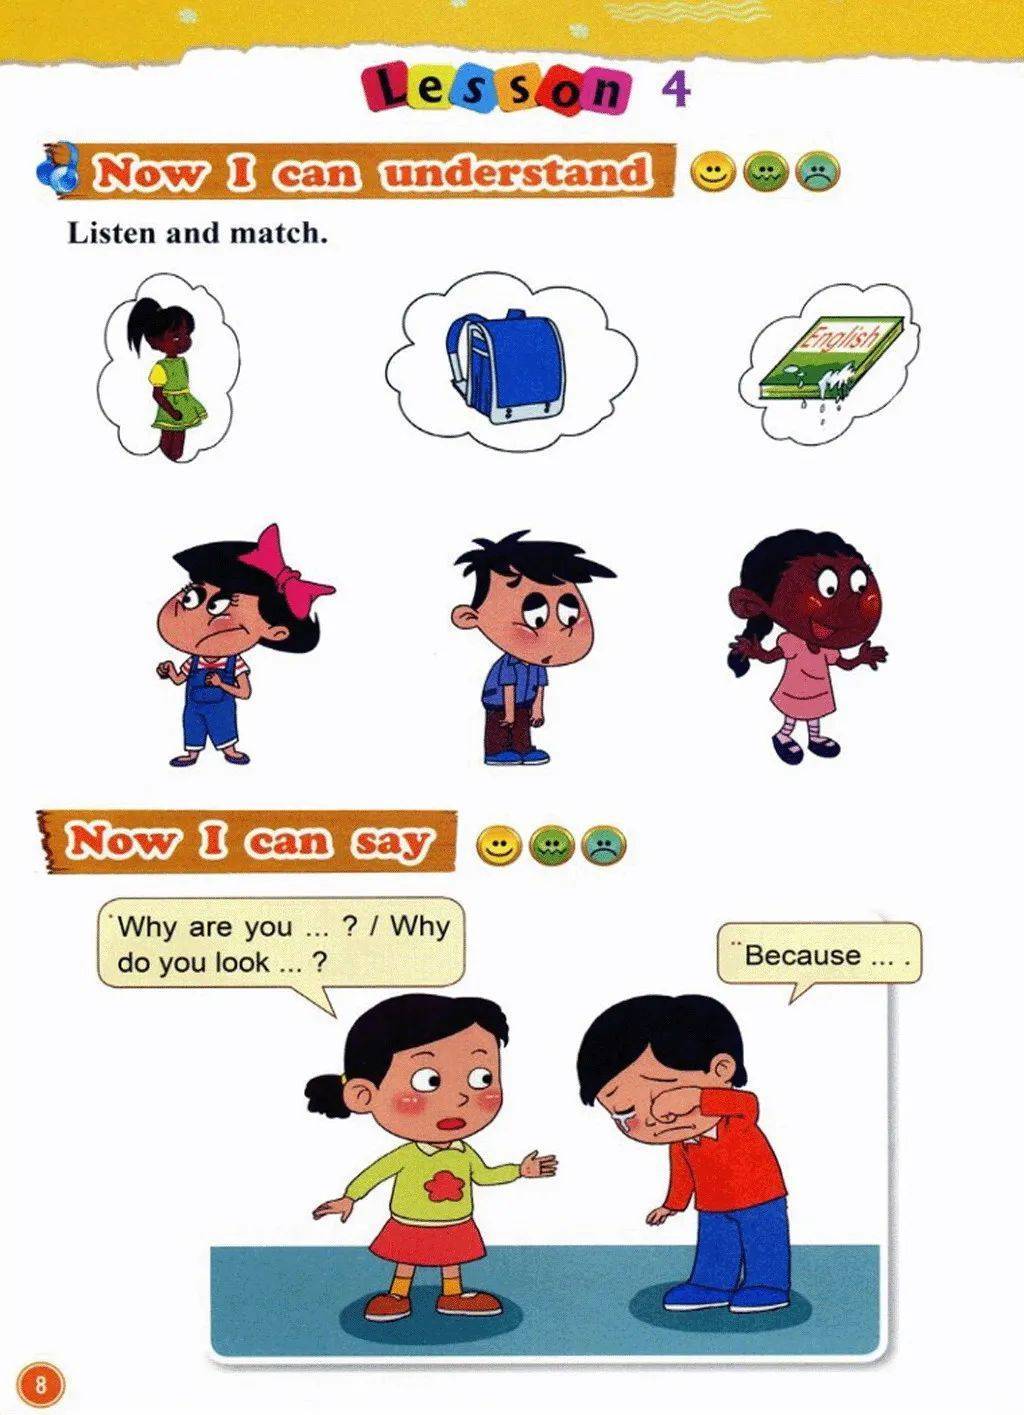 Lesson 4
Now I can understand
Listen and match.
English
Now I can say
Why are you ... ? / Why
do you look ... ?
Because ... .
8